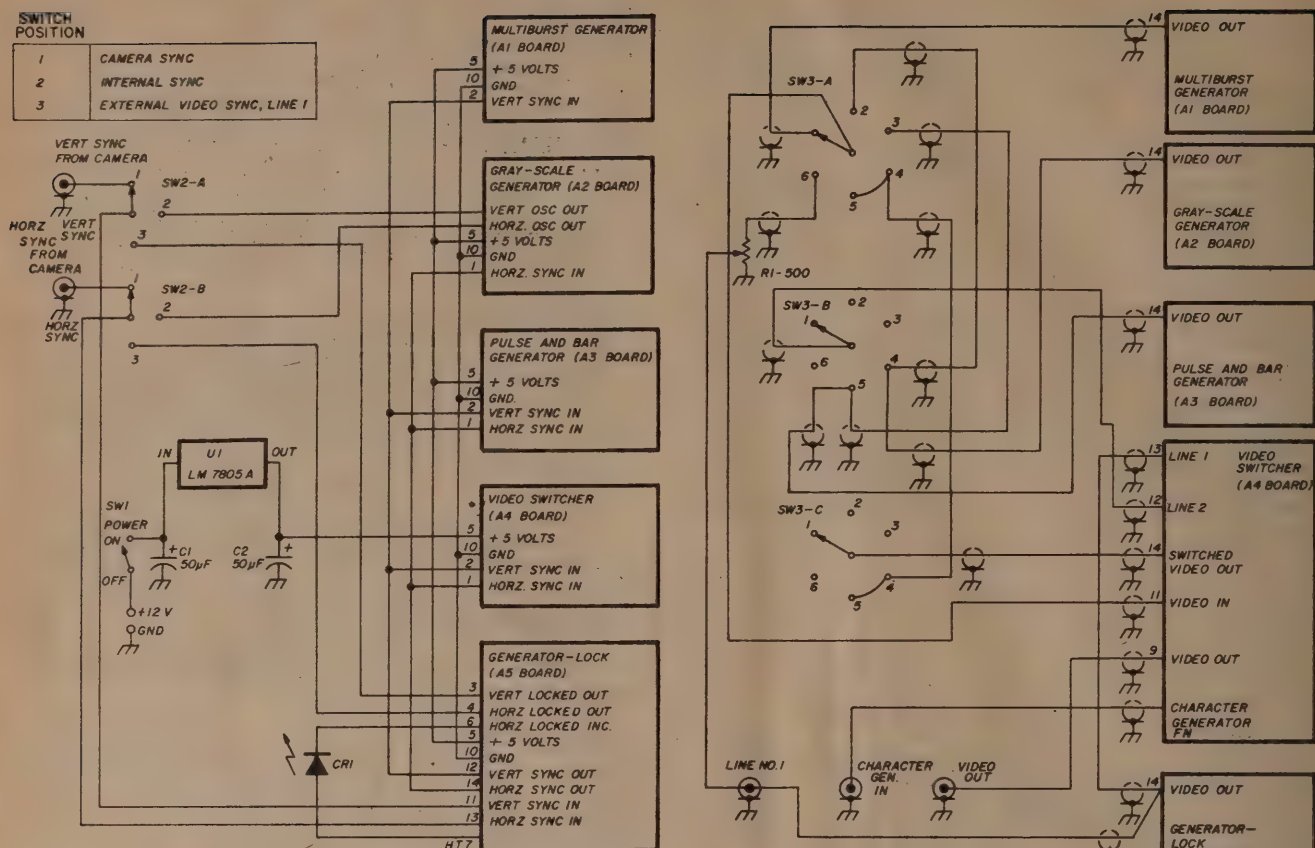 SWITCH
POSITION
1 CAMERA SYNC
2 INTERNAL SYNC
3 EXTERNAL VIDEO SYNC, LINE 1
VERT SYNC
FROM CAMERA
1
SW2-A
2
3
VERT
SYNC
HORZ
SYNC
FROM
CAMERA
1
SW2-B
2
3
HORZ
SYNC
IN
U1
LM 7805A
OUT
SW1
POWER
ON
OFF
+
C1
50μF
C2
50μF
+
+12 V
GND
CR1
MULTIBURST GENERATOR
(A1 BOARD)
5 + 5 VOLTS
10 GND
2 VERT SYNC IN
GRAY-SCALE
GENERATOR (A2 BOARD)
VERT OSC OUT
HORZ. OSC OUT
5 + 5 VOLTS
10 GND
1 HORZ. SYNC IN
PULSE AND BAR
GENERATOR (A3 BOARD)
5 + 5 VOLTS
10 GND.
2 VERT SYNC IN
1 HORZ SYNC IN
VIDEO SWITCHER
(A4 BOARD)
5 + 5 VOLTS
10 GND
2 VERT SYNC IN
1 HORZ. SYNC IN
GENERATOR-LOCK
(A5 BOARD)
3 VERT LOCKED OUT
4 HORZ LOCKED OUT
6 HORZ LOCKED INC.
5 + 5 VOLTS
10 GND
12 VERT SYNC OUT
14 HORZ SYNC OUT
11 VERT SYNC IN
13 HORZ SYNC IN
HT7
SW3-A
2
3
4
5
6
R1-500
SW3-B
1
2
3
4
5
6
SW3-C
1
2
3
4
5
6
LINE NO.1
CHARACTER
GEN.
IN
VIDEO
OUT
14 VIDEO OUT
MULTIBURST
GENERATOR
(A1 BOARD)
14 VIDEO OUT
GRAY-SCALE
GENERATOR
(A2 BOARD)
14 VIDEO OUT
PULSE AND BAR
GENERATOR
(A3 BOARD)
13 LINE 1
VIDEO
SWITCHER
(A4 BOARD)
12 LINE 2
14 SWITCHED
VIDEO OUT
11 VIDEO IN
9 VIDEO OUT
CHARACTER
GENERATOR
FN
14 VIDEO OUT
GENERATOR-
LOCK